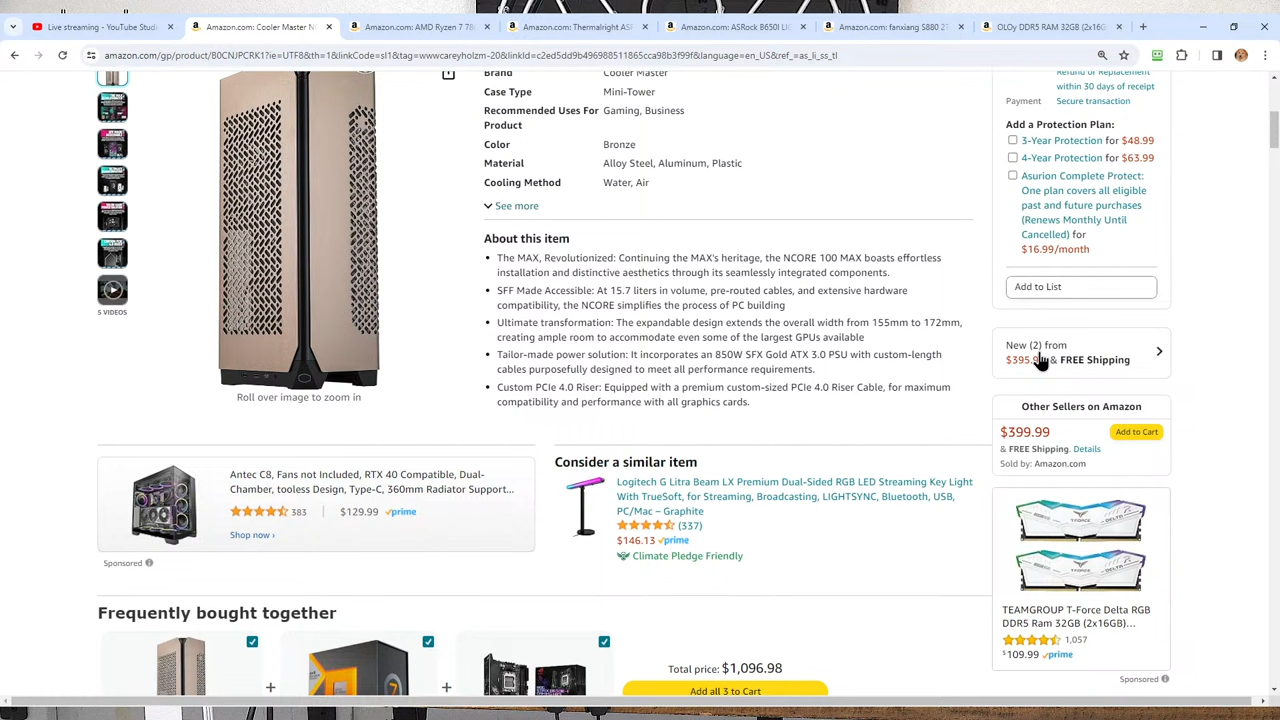 Live streaming - YouTube Studio
Amazon.com: Cooler Master N
Amazon.com: AMD Ryzen 7 7
Amazon.com: Thermalright AS
Amazon.com: ASRock B650I LI
Amazon.com: fanxiang S880 2
OLOy DDR5 RAM 32GB (2x16G
amazon.com/gp/product/B0CNJPCRK1?ie=UTF8&th=1&linkCode=sl1&tag=wwwcareyholzm-20&linkId=c2ed5dd9b469688511865cca98b3f99f&language=en_US&ref_=as_li_ss_tl
Brand Cooler Master
Case Type Mini-Tower
Recommended Uses For Gaming, Business
Product
Color Bronze
Material Alloy Steel, Aluminum, Plastic
Cooling Method Water, Air
See more
About this item
• The MAX, Revolutionized: Continuing the MAX's heritage, the NCORE 100 MAX boasts effortless
installation and distinctive aesthetics through its seamlessly integrated components.
• SFF Made Accessible: At 15.7 liters in volume, pre-routed cables, and extensive hardware
compatibility, the NCORE simplifies the process of PC building
• Ultimate transformation: The expandable design extends the overall width from 155mm to 172mm,
creating ample room to accommodate even some of the largest GPUs available
• Tailor-made power solution: It incorporates an 850W SFX Gold ATX 3.0 PSU with custom-length
cables purposefully designed to meet all performance requirements.
• Custom PCIe 4.0 Riser: Equipped with a premium custom-sized PCIe 4.0 Riser Cable, for maximum
compatibility and performance with all graphics cards.
5 VIDEOS
Roll over image to zoom in
Refund or Replacement
within 30 days of receipt
Payment Secure transaction
Add a Protection Plan:
3-Year Protection for $48.99
4-Year Protection for $63.99
Asurion Complete Protect:
One plan covers all eligible
past and future purchases
(Renews Monthly Until
Cancelled) for
$16.99/month
Add to List
New (2) from
& FREE Shipping
Other Sellers on Amazon
$399.99 Add to Cart
& FREE Shipping. Details
Sold by: Amazon.com
TEAMGROUP T-Force Delta RGB
DDR5 Ram 32GB (2x16GB)...
1,057
$109.99 prime
Sponsored
Antec C8, Fans not Included, RTX 40 Compatible, Dual-
Chamber, tooless Design, Type-C, 360mm Radiator Support...
383 | $129.99 prime
Shop now ›
Sponsored
Consider a similar item
Logitech G Litra Beam LX Premium Dual-Sided RGB LED Streaming Key Light
With TrueSoft, for Streaming, Broadcasting, LIGHTSYNC, Bluetooth, USB,
PC/Mac – Graphite
(337)
$146.13 prime
Climate Pledge Friendly
Frequently bought together
+
+
Total price: $1,096.98
Add all 3 to Cart